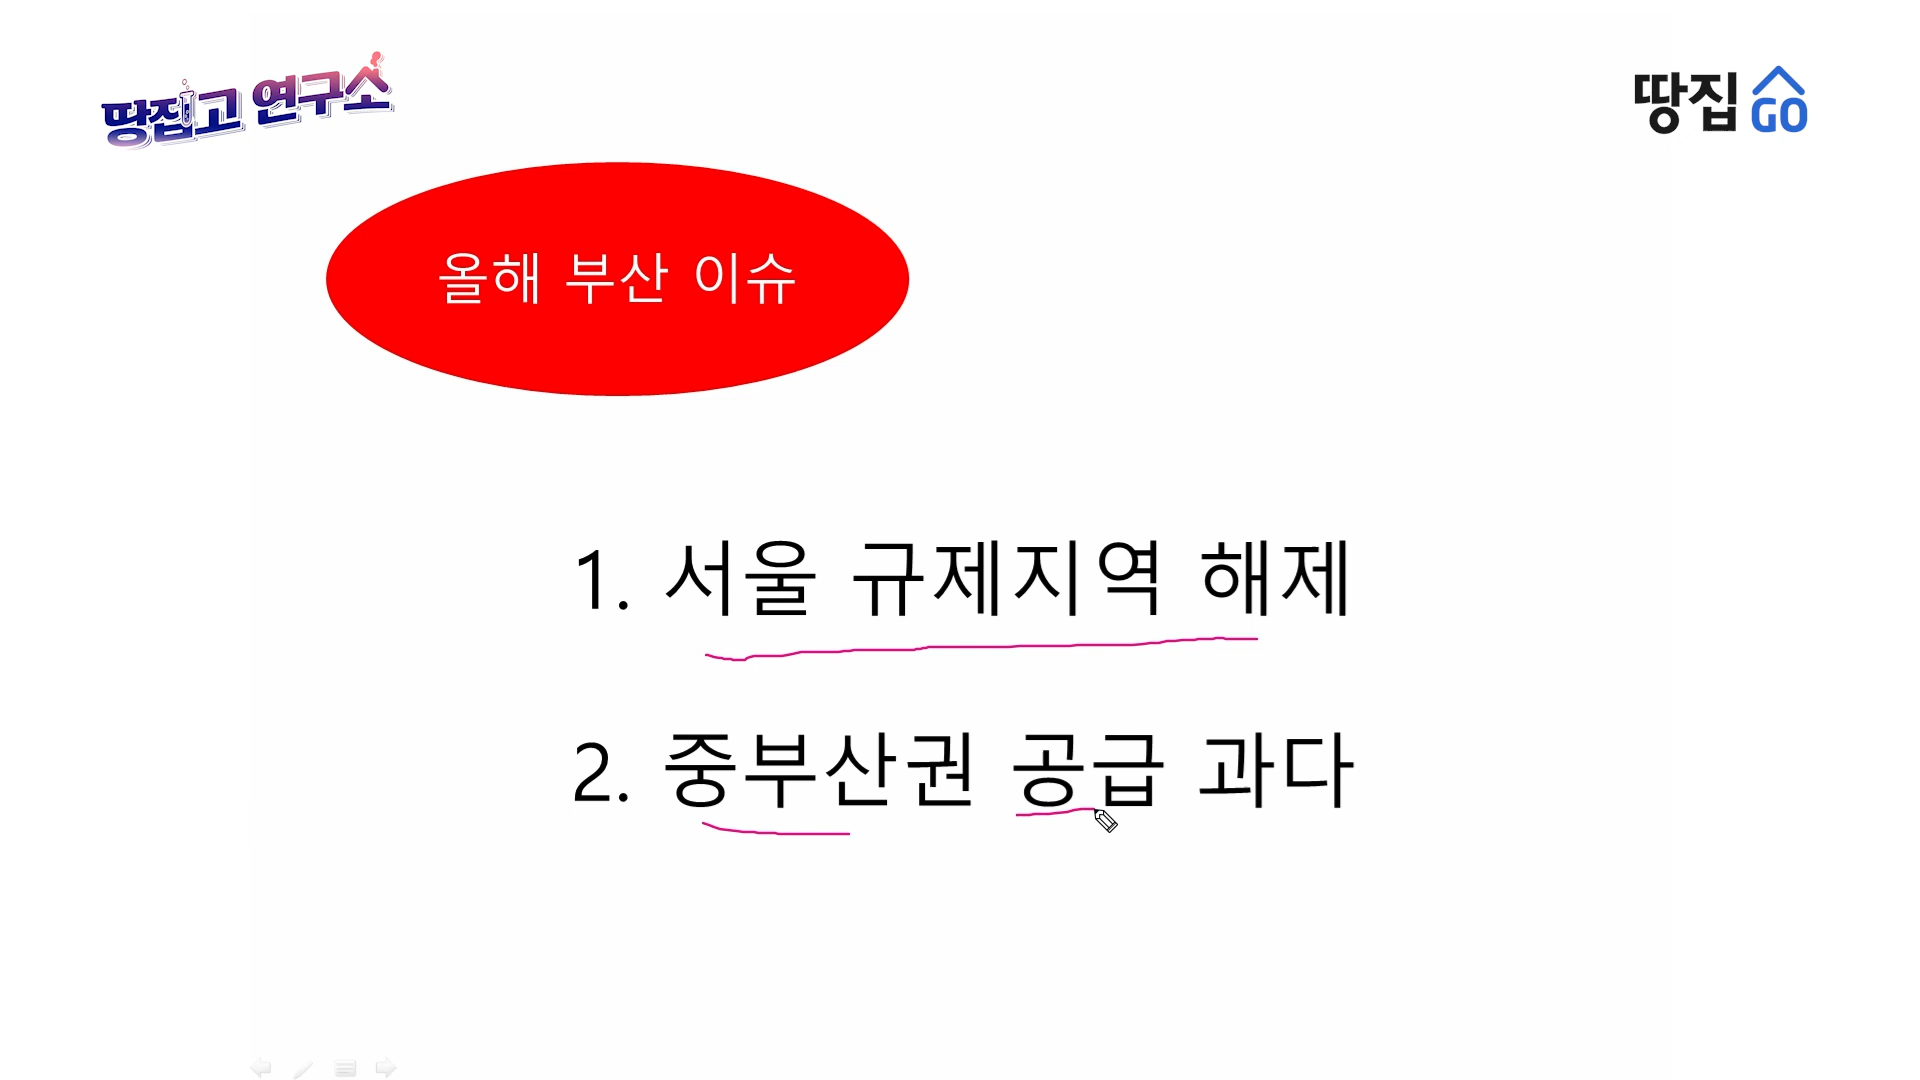 땅집고 연구소
땅집GO
올해 부산 이슈
1. 서울 규제지역 해제
2. 중부산권 공급 과다